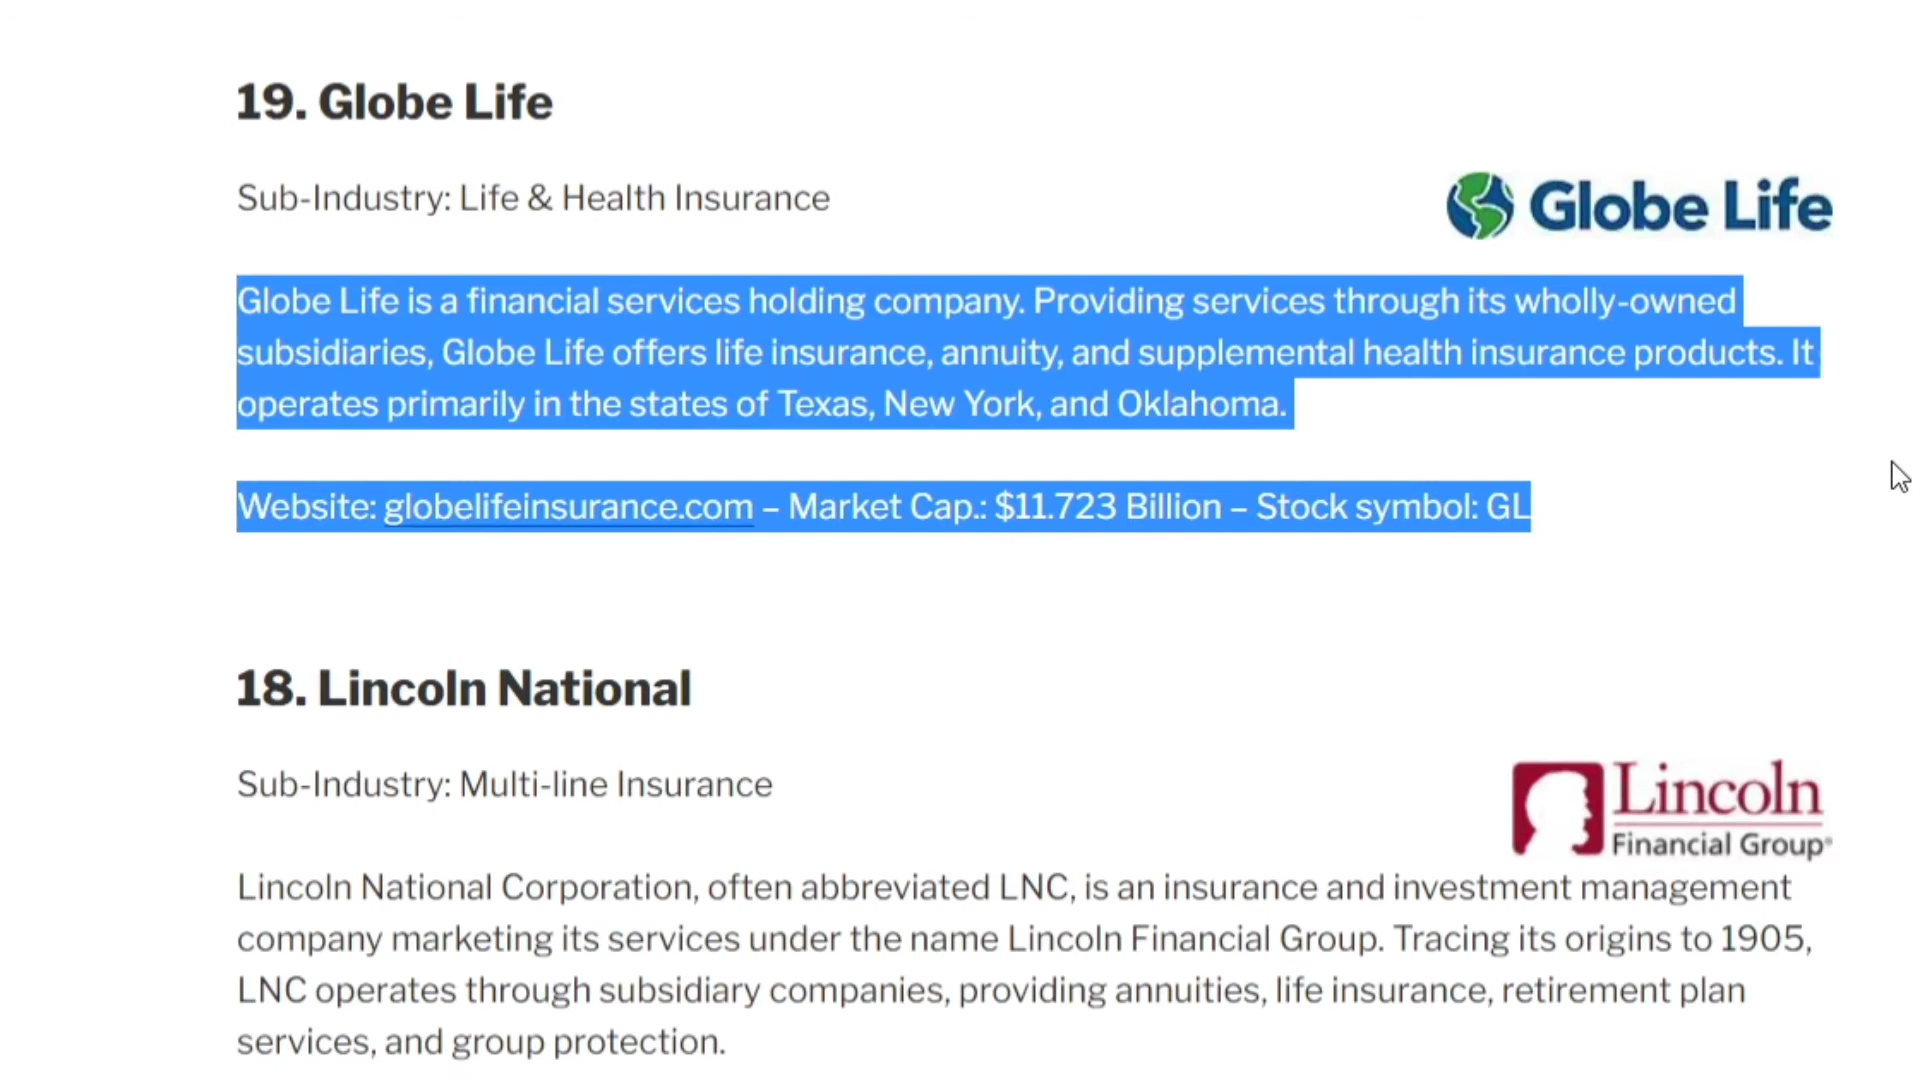 19. Globe Life
Sub-Industry: Life & Health Insurance
Globe Life
Globe Life is a financial services holding company. Providing services through its wholly-owned
subsidiaries, Globe Life offers life insurance, annuity, and supplemental health insurance products. It
operates primarily in the states of Texas, New York, and Oklahoma.
Website: globelifeinsurance.com – Market Cap.: $11.723 Billion – Stock symbol: GL
18. Lincoln National
Sub-Industry: Multi-line Insurance
Lincoln
Financial Group®
Lincoln National Corporation, often abbreviated LNC, is an insurance and investment management
company marketing its services under the name Lincoln Financial Group. Tracing its origins to 1905,
LNC operates through subsidiary companies, providing annuities, life insurance, retirement plan
services, and group protection.